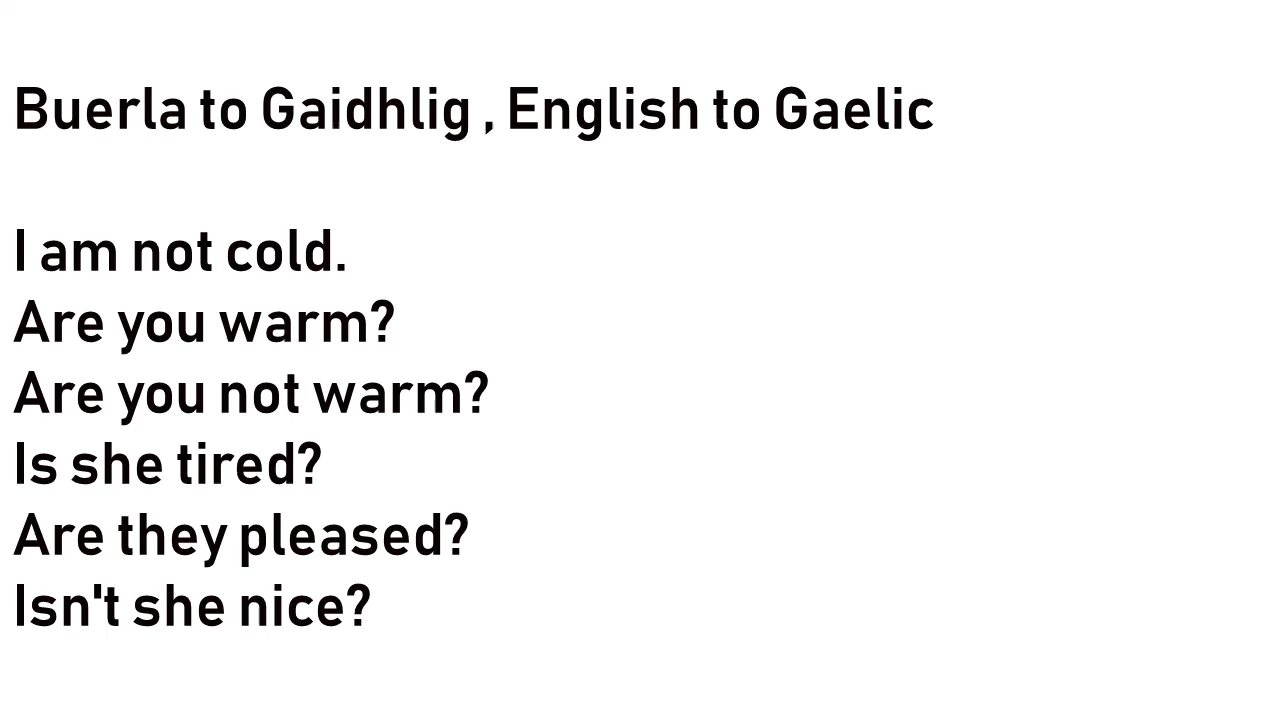 Buerla to Gaidhlig , English to Gaelic
I am not cold.
Are you warm?
Are you not warm?
Is she tired?
Are they pleased?
Isn't she nice?